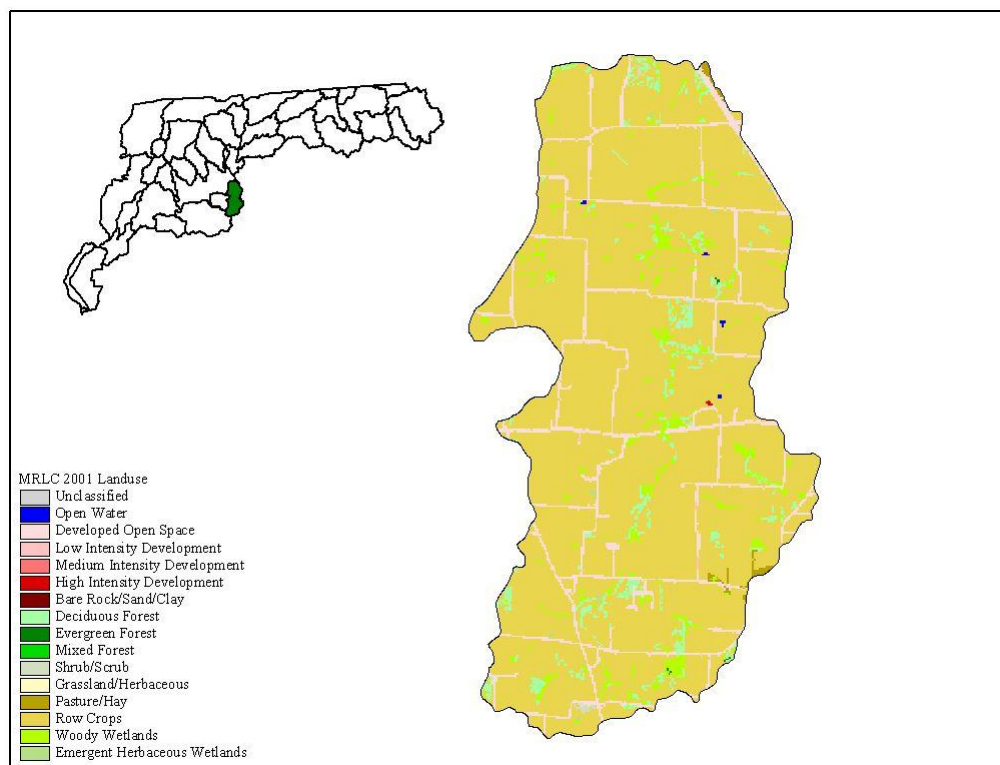 MRLC 2001 Landuse
Unclassified
Open Water
Developed Open Space
Low Intensity Development
Medium Intensity Development
High Intensity Development
Bare Rock/Sand/Clay
Deciduous Forest
Evergreen Forest
Mixed Forest
Shrub/Scrub
Grassland/Herbaceous
Pasture/Hay
Row Crops
Woody Wetlands
Emergent Herbaceous Wetlands